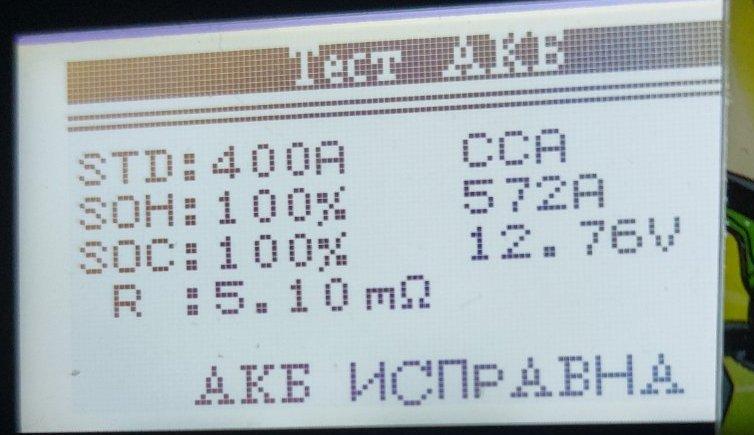 Тест АКБ
STD:400A CCA
SOH:100% 572A
SOC:100% 12.76V
R :5.10mΩ
АКБ ИСПРАВНА